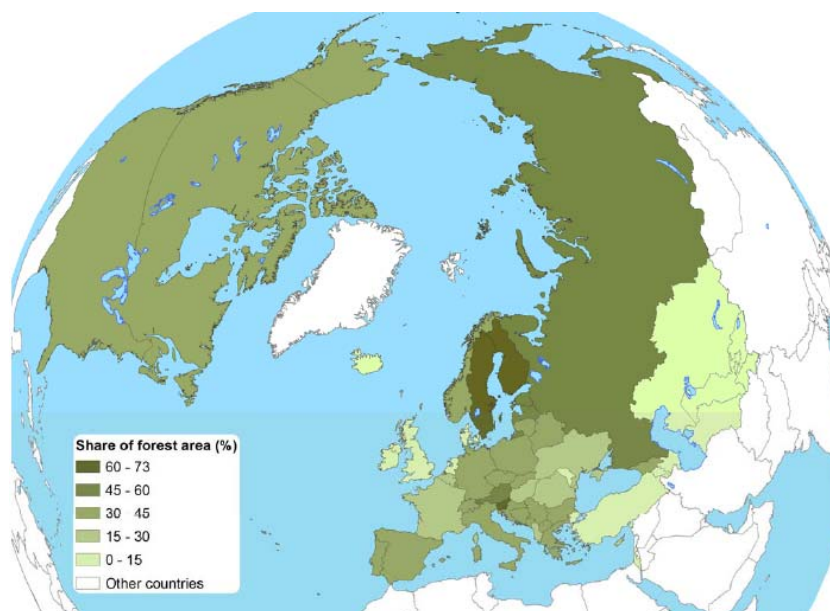 Share of forest area (%)
60 - 73
45 - 60
30 - 45
15 - 30
0 - 15
Other countries